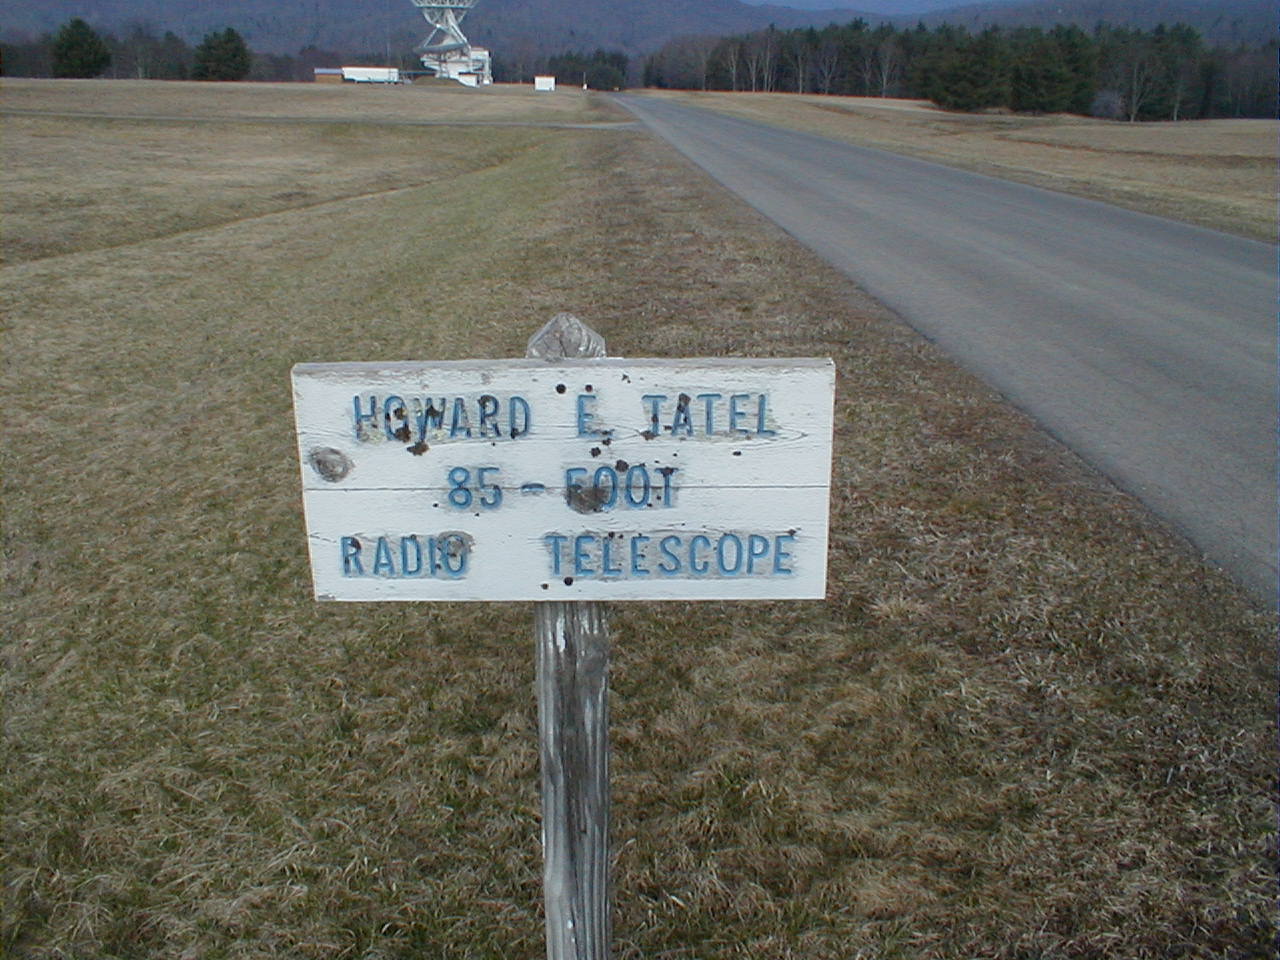 HOWARD E. TATEL
85-FOOT
RADIO TELESCOPE